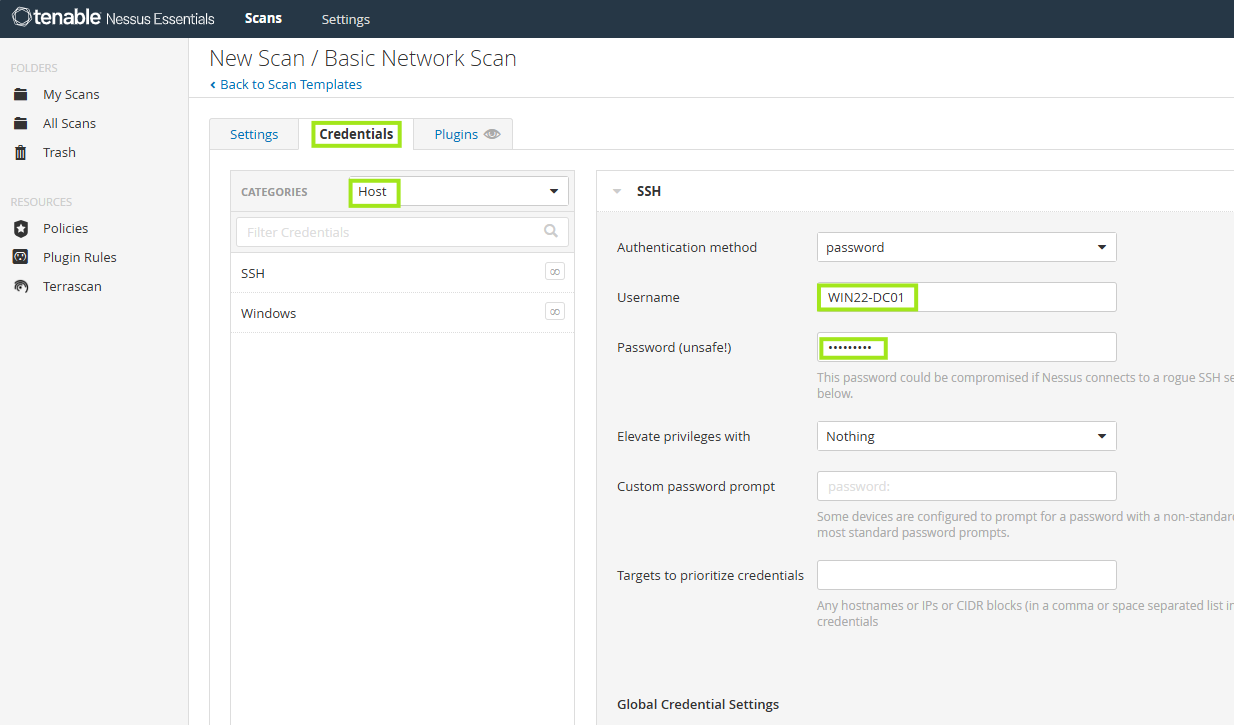 tenable Nessus Essentials Scans Settings
FOLDERS
My Scans
All Scans
Trash
RESOURCES
Policies
Plugin Rules
Terrascan
New Scan / Basic Network Scan
‹ Back to Scan Templates
Settings Credentials Plugins
CATEGORIES Host
Filter Credentials
SSH ∞
Windows ∞
SSH
Authentication method password
Username WIN22-DC01
Password (unsafe!) •••••••••
This password could be compromised if Nessus connects to a rogue SSH se
below.
Elevate privileges with Nothing
Custom password prompt password:
Some devices are configured to prompt for a password with a non-standard
most standard password prompts.
Targets to prioritize credentials
Any hostnames or IPs or CIDR blocks (in a comma or space separated list in
credentials
Global Credential Settings